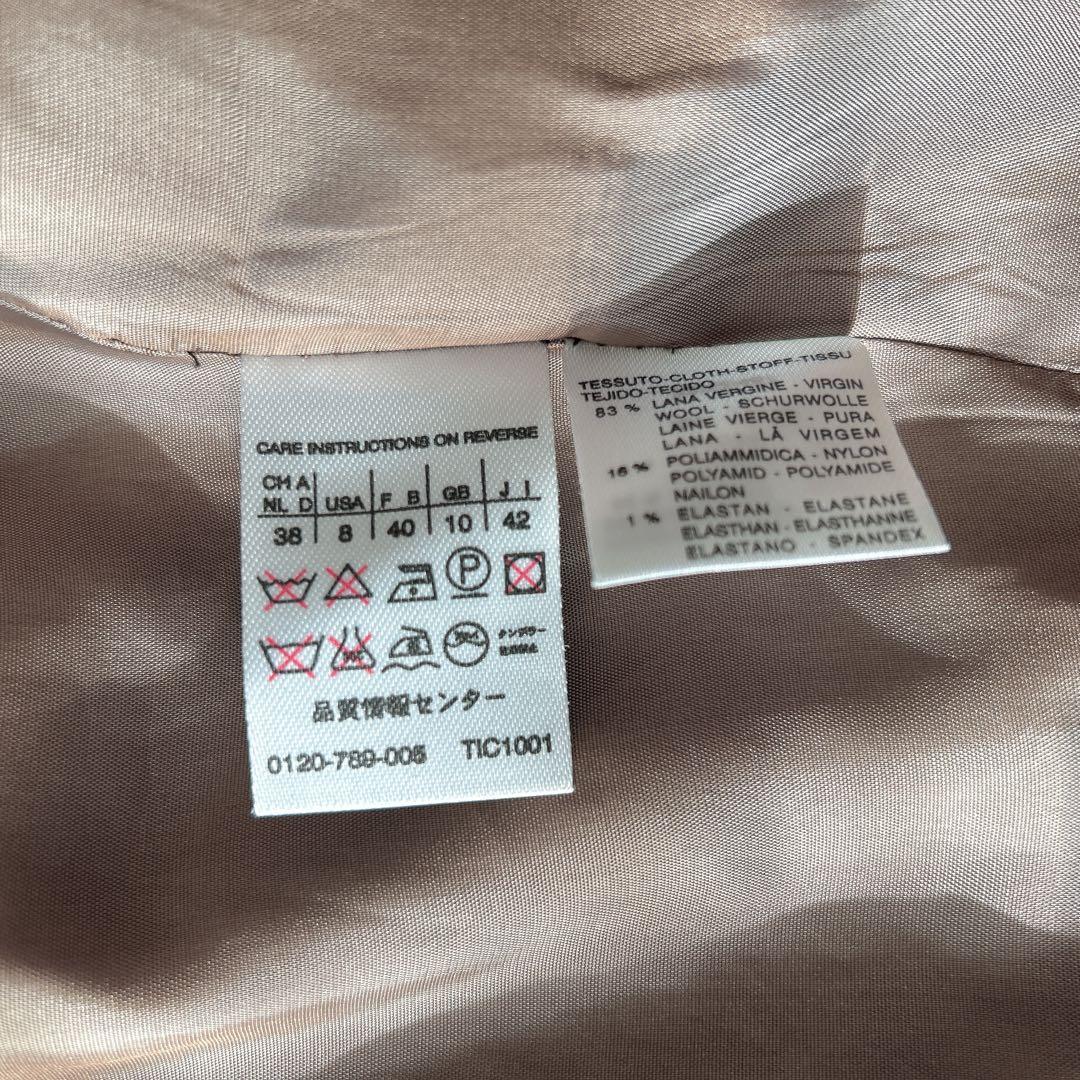 CARE INSTRUCTIONS ON REVERSE
CH A
NL D USA F B GB J I
38 8 40 10 42
P
品質情報センター
0120-789-005 TIC1001
TESSUTO-CLOTH-STOFF-TISSU
TEJIDO-TECIDO
83 % LANA VERGINE - VIRGIN
WOOL - SCHURWOLLE
LAINE VIERGE - PURA
LANA - LÀ VIRGEM
16 % POLIAMMIDICA - NYLON
POLYAMID - POLYAMIDE
NAILON
1 % ELASTAN - ELASTANE
ELASTHAN - ELASTHANNE
ELASTANO - SPANDEX